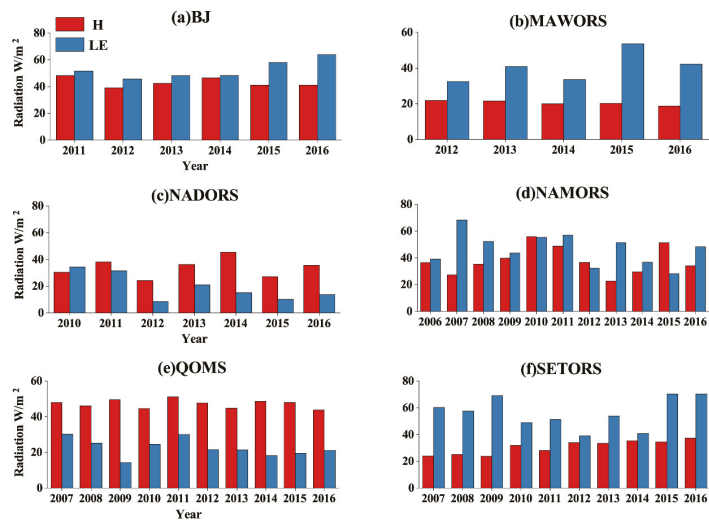 (a)BJ
H
LE
Radiation W/m²
80
60
40
20
0
2011 2012 2013 2014 2015 2016
Year
(b)MAWORS
60
40
20
0
2012 2013 2014 2015 2016
(c)NADORS
Radiation W/m²
80
60
40
20
0
2010 2011 2012 2013 2014 2015 2016
Year
(d)NAMORS
80
60
40
20
0
2006 2007 2008 2009 2010 2011 2012 2013 2014 2015 2016
(e)QOMS
Radiation W/m²
60
40
20
0
2007 2008 2009 2010 2011 2012 2013 2014 2015 2016
Year
(f)SETORS
80
60
40
20
0
2007 2008 2009 2010 2011 2012 2013 2014 2015 2016